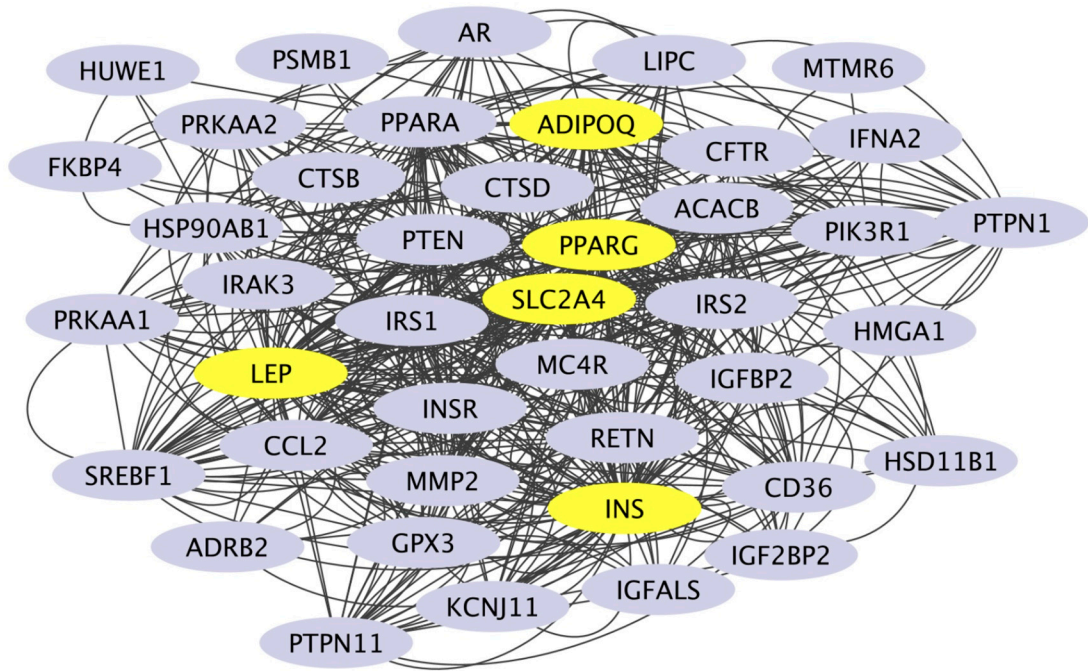 AR
PSMB1
LIPC
HUWE1
MTMR6
PRKAA2
PPARA
ADIPOQ
IFNA2
CFTR
FKBP4
CTSB
CTSD
ACACB
HSP90AB1
PTEN
PPARG
PIK3R1
PTPN1
IRAK3
SLC2A4
IRS2
PRKAA1
IRS1
HMGA1
LEP
MC4R
IGFBP2
INSR
CCL2
RETN
SREBF1
MMP2
CD36
HSD11B1
INS
ADRB2
GPX3
IGF2BP2
KCNJ11
IGFALS
PTPN11